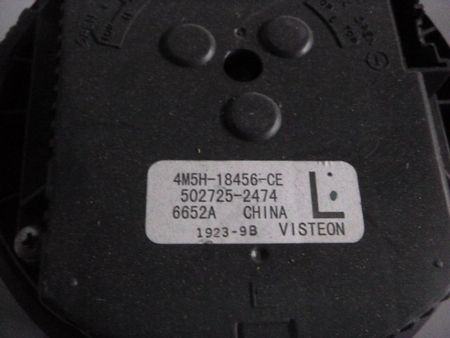 4M5H-18456-CE
502725-2474
6652A CHINA L
1923-9B VISTEON